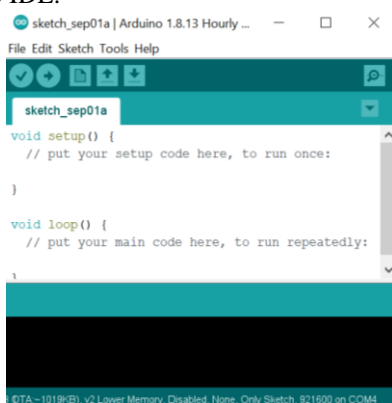 IDE.
sketch_sep01a | Arduino 1.8.13 Hourly ...
File Edit Sketch Tools Help
sketch_sep01a
void setup() {
// put your setup code here, to run once:
}
void loop() {
// put your main code here, to run repeatedly:
}
OTA ~1019KB), v2 Lower Memory, Disabled, None, Only Sketch, 921600 on COM4